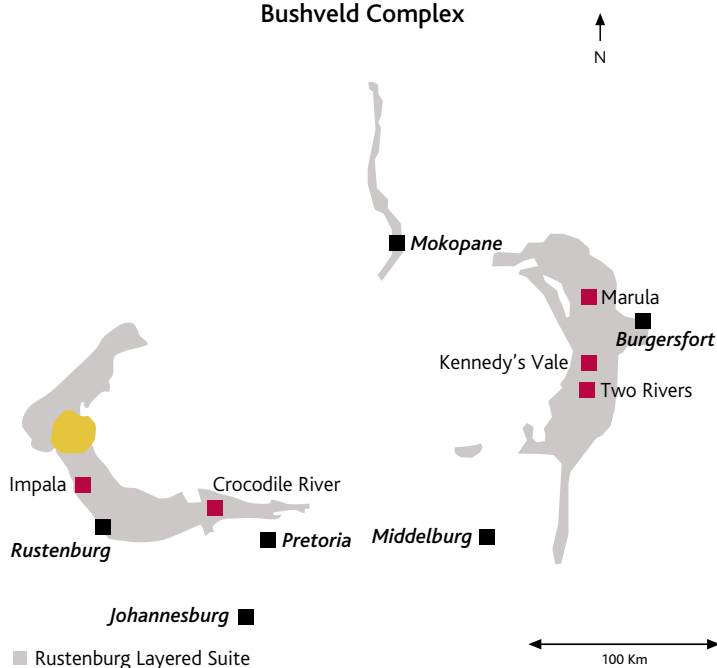 Bushveld Complex
N
Mokopane
Marula
Burgersfort
Kennedy's Vale
Two Rivers
Impala
Crocodile River
Rustenburg
Pretoria
Middelburg
Johannesburg
Rustenburg Layered Suite
100 Km